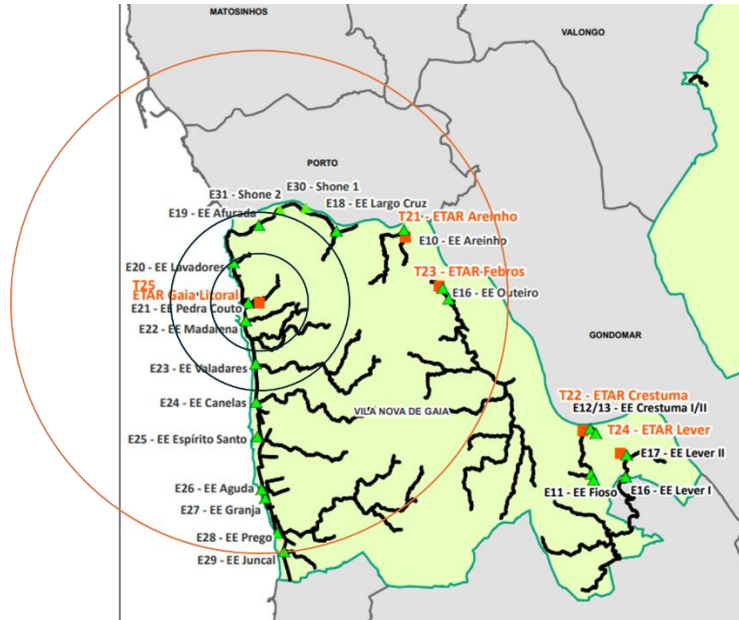 MATOSINHOS
VALONGO
PORTO
E30 - Shone 1
E31 - Shone 2
E18 - EE Largo Cruz
E19 - EE Afurada
T21 - ETAR Areinho
E10 - EE Areinho
E20 - EE Lavadores
T23 - ETAR Febros
T25
ETAR Gaia Litoral
E16 - EE Outeiro
E21 - EE Pedra Couto
E22 - EE Madalena
GONDOMAR
E23 - EE Valadares
T22 - ETAR Crestuma
E24 - EE Canelas
E12/13 - EE Crestuma I/II
VILA NOVA DE GAIA
T24 - ETAR Lever
E25 - EE Espírito Santo
E17 - EE Lever II
E26 - EE Aguda
E11 - EE Fioso
E16 - EE Lever I
E27 - EE Granja
E28 - EE Prego
E29 - EE Juncal